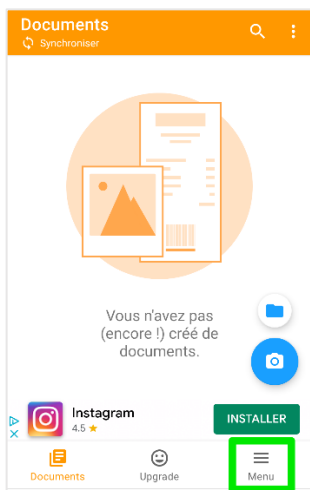 Documents
Synchroniser
Vous n'avez pas
(encore !) créé de
documents.
Instagram
4.5 ★
INSTALLER
Documents
Upgrade
Menu